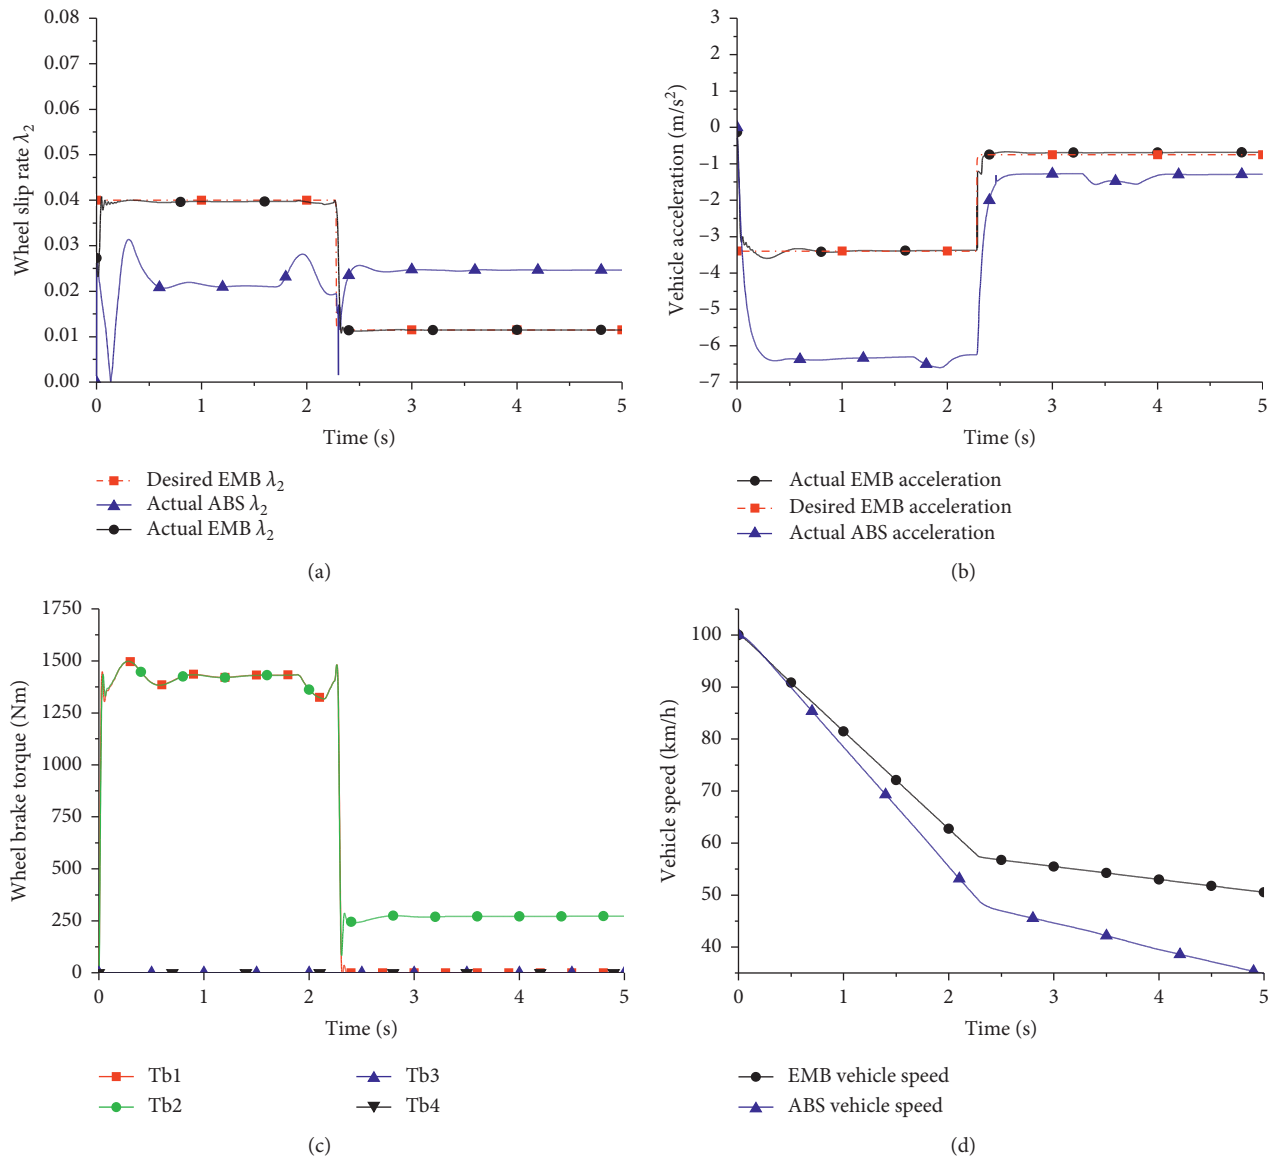 Wheel slip rate λ2
0.08
0.07
0.06
0.05
0.04
0.03
0.02
0.01
0.00
0
1
2
3
4
5
Time (s)
Desired EMB λ2
Actual ABS λ2
Actual EMB λ2
(a)
Vehicle acceleration (m/s²)
3
2
1
0
–1
–2
–3
–4
–5
–6
–7
0
1
2
3
4
5
Time (s)
Actual EMB acceleration
Desired EMB acceleration
Actual ABS acceleration
(b)
Wheel brake torque (Nm)
1750
1500
1250
1000
750
500
250
0
0
1
2
3
4
5
Time (s)
Tb1
Tb2
Tb3
Tb4
(c)
Vehicle speed (km/h)
100
90
80
70
60
50
40
0
1
2
3
4
5
Time (s)
EMB vehicle speed
ABS vehicle speed
(d)